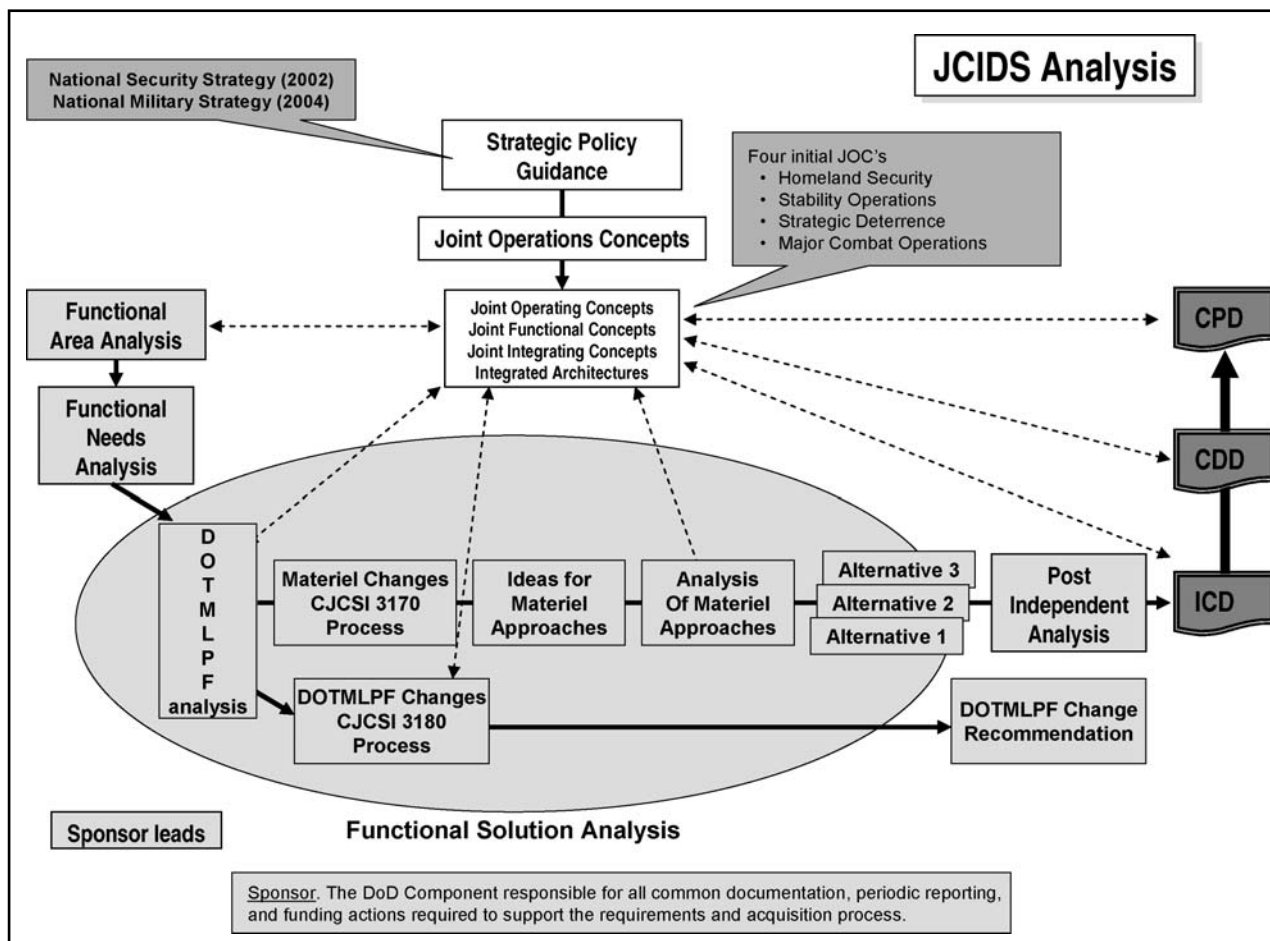 JCIDS Analysis
National Security Strategy (2002)
National Military Strategy (2004)
Strategic Policy
Guidance
Four initial JOC's
• Homeland Security
• Stability Operations
• Strategic Deterrence
• Major Combat Operations
Joint Operations Concepts
Functional
Area Analysis
Joint Operating Concepts
Joint Functional Concepts
Joint Integrating Concepts
Integrated Architectures
CPD
Functional
Needs
Analysis
CDD
D
O
T
M
L
P
F
analysis
Materiel Changes
CJCSI 3170
Process
Ideas for
Materiel
Approaches
Analysis
Of Materiel
Approaches
Alternative 3
Alternative 2
Alternative 1
Post
Independent
Analysis
ICD
DOTMLPF Changes
CJCSI 3180
Process
DOTMLPF Change
Recommendation
Sponsor leads
Functional Solution Analysis
Sponsor. The DoD Component responsible for all common documentation, periodic reporting,
and funding actions required to support the requirements and acquisition process.